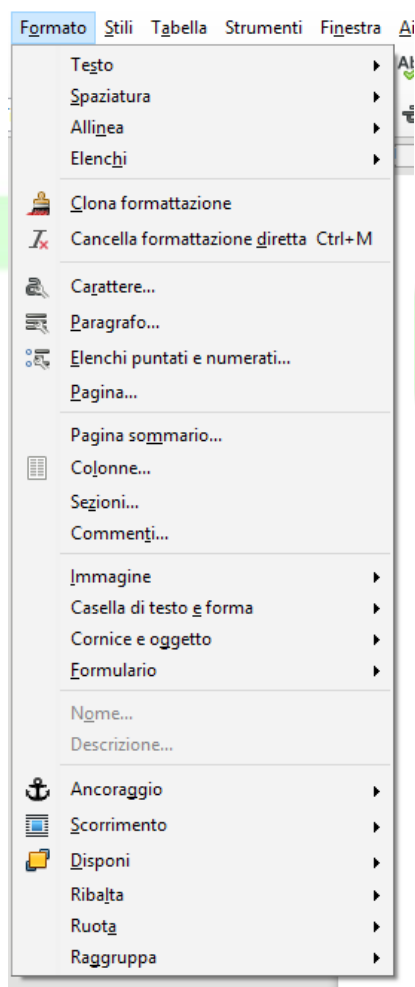 Formato Stili Tabella Strumenti Finestra
Testo
Spaziatura
Allinea
Elenchi
Clona formattazione
Cancella formattazione diretta Ctrl+M
Carattere...
Paragrafo...
Elenchi puntati e numerati...
Pagina...
Pagina sommario...
Colonne...
Sezioni...
Commenti...
Immagine
Casella di testo e forma
Cornice e oggetto
Formulario
Nome...
Descrizione...
Ancoraggio
Scorrimento
Disponi
Ribalta
Ruota
Raggruppa